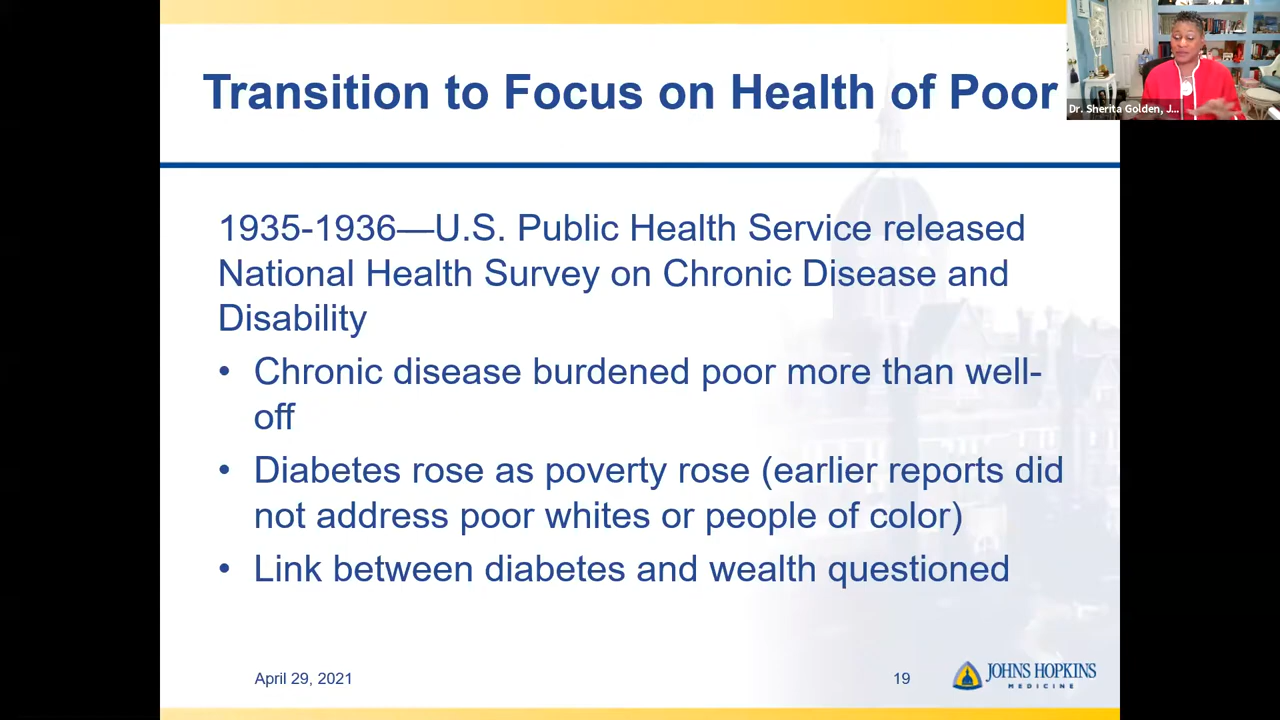 Transition to Focus on Health of Poor
Dr. Sherita Golden, J...
1935-1936—U.S. Public Health Service released
National Health Survey on Chronic Disease and
Disability
• Chronic disease burdened poor more than well-
off
• Diabetes rose as poverty rose (earlier reports did
not address poor whites or people of color)
• Link between diabetes and wealth questioned
April 29, 2021
19
JOHNS HOPKINS
MEDICINE